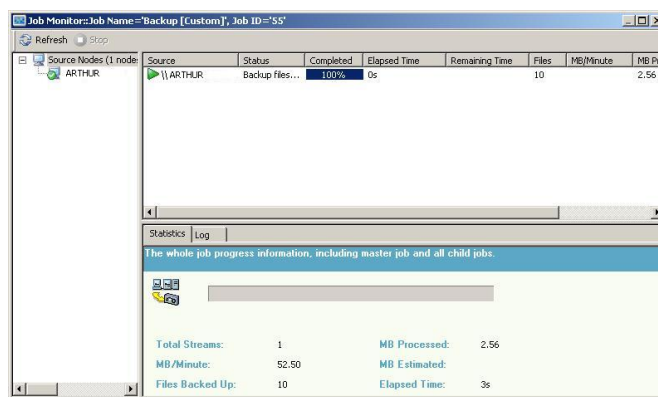 Job Monitor::Job Name='Backup [Custom]', Job ID='55'
Refresh Stop
Source Nodes (1 node
ARTHUR
Source Status Completed Elapsed Time Remaining Time Files MB/Minute MB Pr
\\ARTHUR Backup files... 100% 0s 10 2.56
Statistics Log
The whole job progress information, including master job and all child jobs.
Total Streams: 1 MB Processed: 2.56
MB/Minute: 52.50 MB Estimated:
Files Backed Up: 10 Elapsed Time: 3s